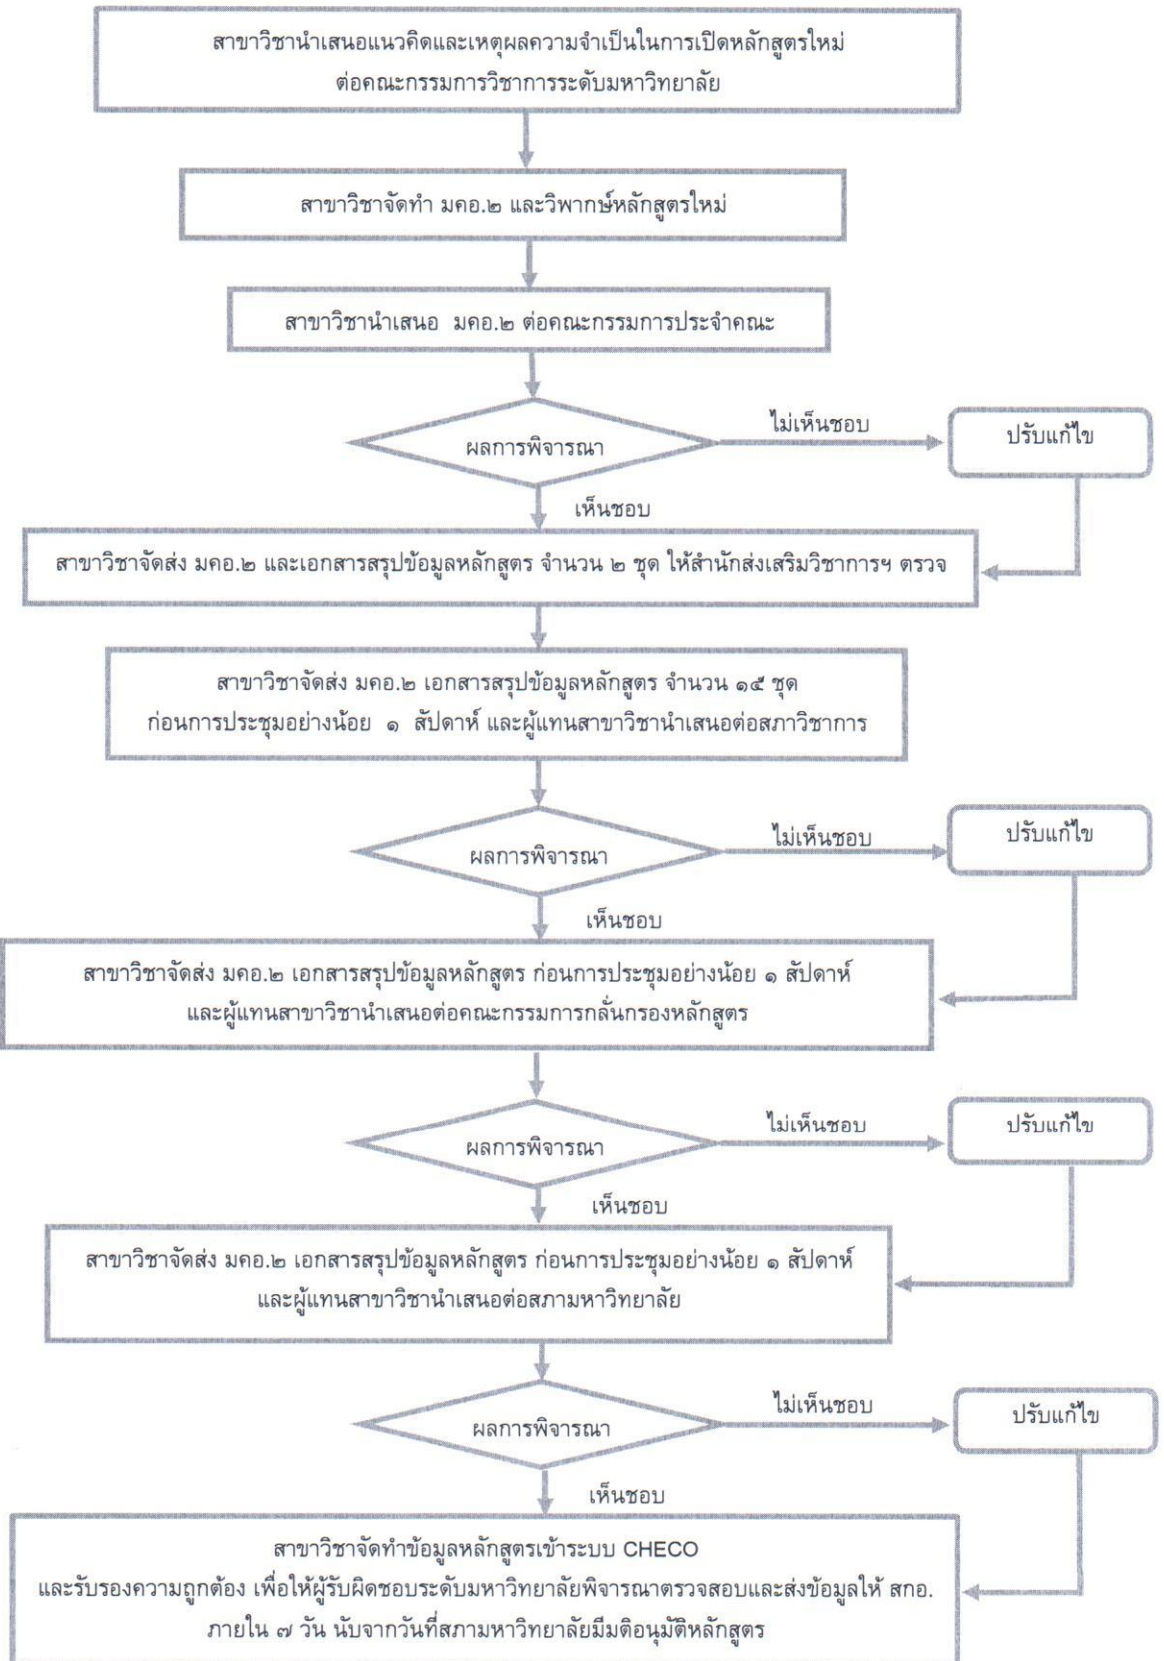 สาขาวิชานำเสนอแนวคิดและเหตุผลความจำเป็นในการเปิดหลักสูตรใหม่
ต่อคณะกรรมการวิชาการระดับมหาวิทยาลัย
สาขาวิชาจัดทำ มคอ.๒ และวิพากษ์หลักสูตรใหม่
สาขาวิชานำเสนอ มคอ.๒ ต่อคณะกรรมการประจำคณะ
ผลการพิจารณา
ไม่เห็นชอบ
ปรับแก้ไข
เห็นชอบ
สาขาวิชาจัดส่ง มคอ.๒ และเอกสารสรุปข้อมูลหลักสูตร จำนวน ๒ ชุด ให้สำนักส่งเสริมวิชาการฯ ตรวจ
สาขาวิชาจัดส่ง มคอ.๒ เอกสารสรุปข้อมูลหลักสูตร จำนวน ๑๕ ชุด
ก่อนการประชุมอย่างน้อย ๑ สัปดาห์ และผู้แทนสาขาวิชานำเสนอต่อสภาวิชาการ
ผลการพิจารณา
ไม่เห็นชอบ
ปรับแก้ไข
เห็นชอบ
สาขาวิชาจัดส่ง มคอ.๒ เอกสารสรุปข้อมูลหลักสูตร ก่อนการประชุมอย่างน้อย ๑ สัปดาห์
และผู้แทนสาขาวิชานำเสนอต่อคณะกรรมการกลั่นกรองหลักสูตร
ผลการพิจารณา
ไม่เห็นชอบ
ปรับแก้ไข
เห็นชอบ
สาขาวิชาจัดส่ง มคอ.๒ เอกสารสรุปข้อมูลหลักสูตร ก่อนการประชุมอย่างน้อย ๑ สัปดาห์
และผู้แทนสาขาวิชานำเสนอต่อสภามหาวิทยาลัย
ผลการพิจารณา
ไม่เห็นชอบ
ปรับแก้ไข
เห็นชอบ
สาขาวิชาจัดทำข้อมูลหลักสูตรเข้าระบบ CHECO
และรับรองความถูกต้อง เพื่อให้ผู้รับผิดชอบระดับมหาวิทยาลัยพิจารณาตรวจสอบและส่งข้อมูลให้ สกอ.
ภายใน ๗ วัน นับจากวันที่สภามหาวิทยาลัยมีมติอนุมัติหลักสูตร